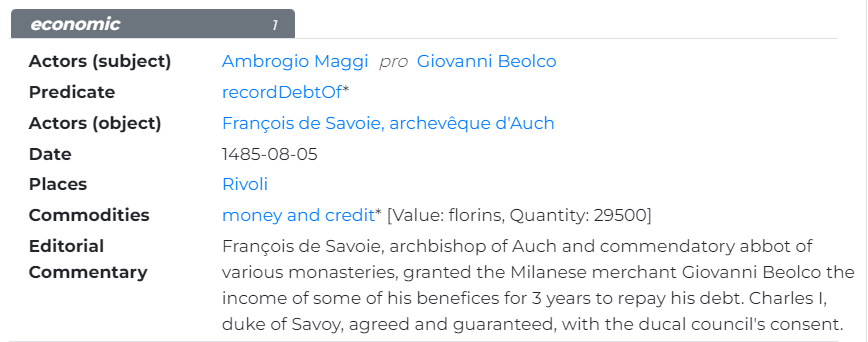 economic 1
Actors (subject) Ambrogio Maggi pro Giovanni Beolco
Predicate recordDebtOf*
Actors (object) François de Savoie, archevêque d'Auch
Date 1485-08-05
Places Rivoli
Commodities money and credit* [Value: florins, Quantity: 29500]
Editorial Commentary François de Savoie, archbishop of Auch and commendatory abbot of
various monasteries, granted the Milanese merchant Giovanni Beolco the
income of some of his benefices for 3 years to repay his debt. Charles I,
duke of Savoy, agreed and guaranteed, with the ducal council's consent.